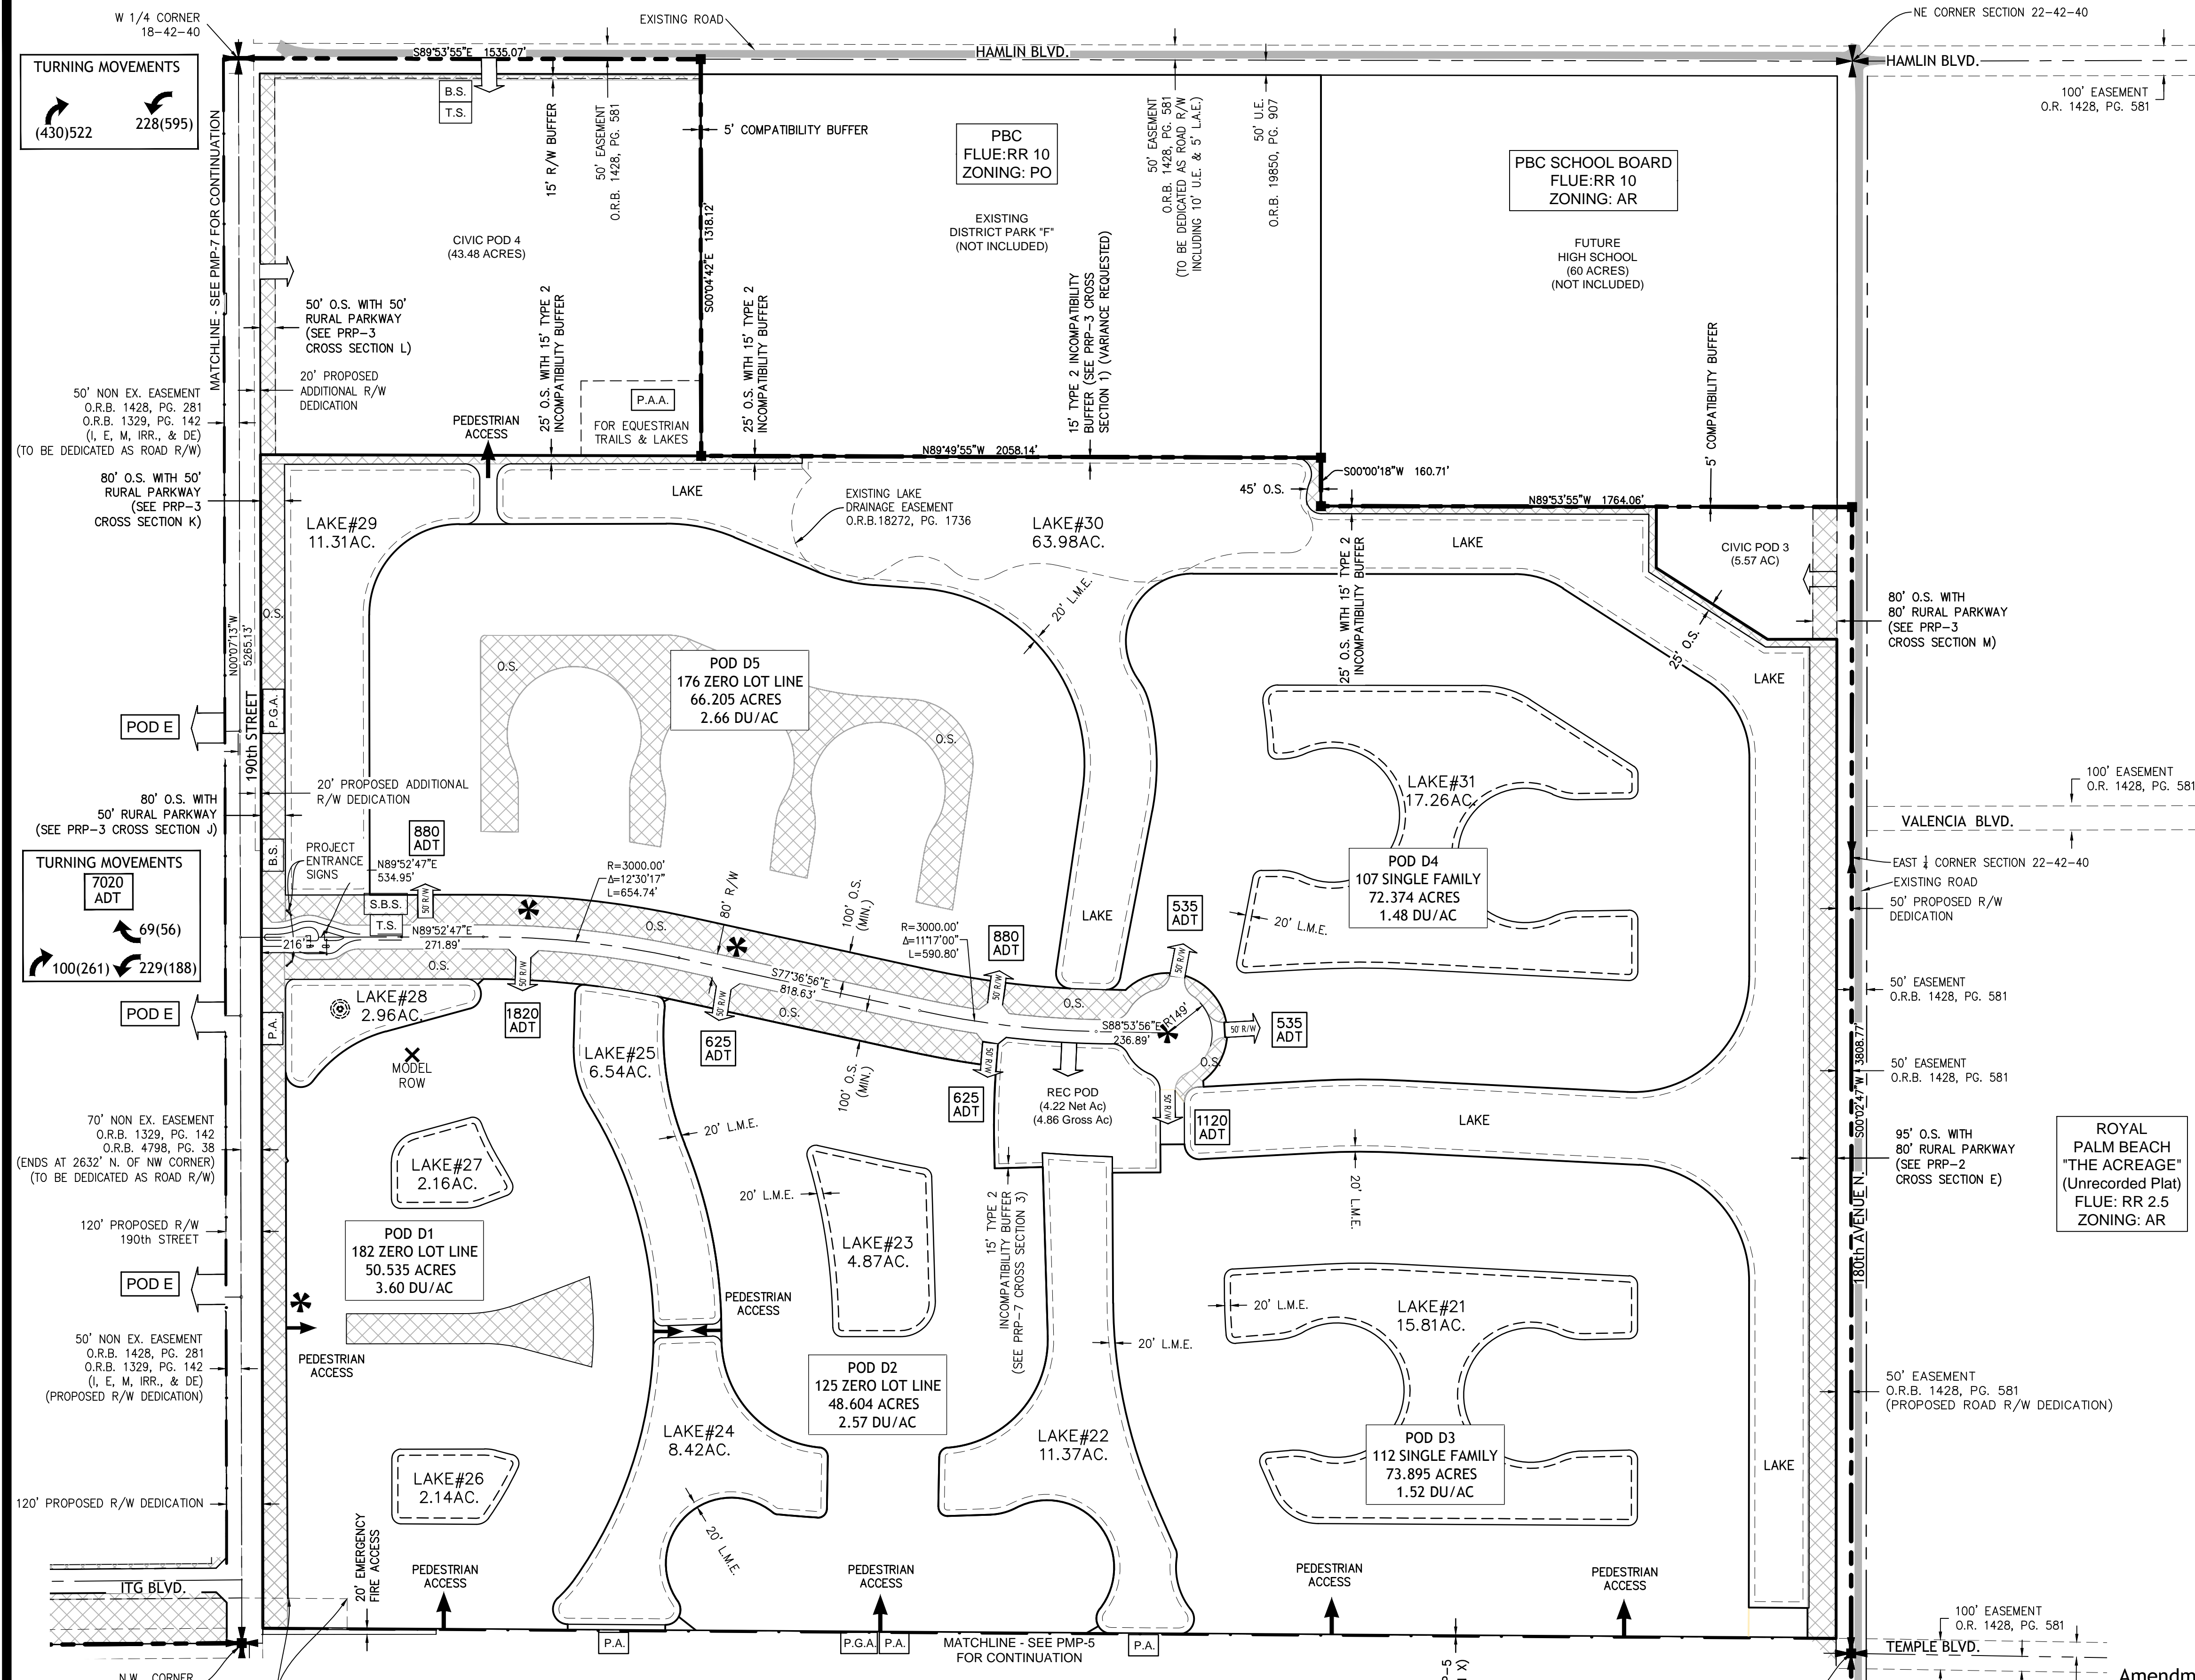 W 1/4 CORNER
18-42-40
EXISTING ROAD
NE CORNER SECTION 22-42-40
S89°53'55"E 1535.07'
HAMLIN BLVD.
HAMLIN BLVD.
100' EASEMENT
O.R. 1428, PG. 581
TURNING MOVEMENTS
(430)522
228(595)
MATCHLINE - SEE PMP-7 FOR CONTINUATION
B.S.
T.S.
15' R/W BUFFER
50' EASEMENT
O.R.B. 1428, PG. 581
5' COMPATIBILITY BUFFER
PBC
FLUE:RR 10
ZONING: PO
EXISTING
DISTRICT PARK "F"
(NOT INCLUDED)
50' EASEMENT
O.R.B. 1428, PG. 581
(TO BE DEDICATED AS ROAD R/W
INCLUDING 10' U.E. & 5' L.A.E.)
50' U.E.
O.R.B. 19850, PG. 907
PBC SCHOOL BOARD
FLUE:RR 10
ZONING: AR
FUTURE
HIGH SCHOOL
(60 ACRES)
(NOT INCLUDED)
CIVIC POD 4
(43.48 ACRES)
S00°04'42"E 1318.12'
50' O.S. WITH 50'
RURAL PARKWAY
(SEE PRP-3
CROSS SECTION L)
20' PROPOSED
ADDITIONAL R/W
DEDICATION
25' O.S. WITH 15' TYPE 2
INCOMPATIBILITY BUFFER
25' O.S. WITH 15' TYPE 2
INCOMPATIBILITY BUFFER
15' TYPE 2 INCOMPATIBILITY
BUFFER (SEE PRP-3 CROSS
SECTION 1) (VARIANCE REQUESTED)
5' COMPATIBILITY BUFFER
50' NON EX. EASEMENT
O.R.B. 1428, PG. 281
O.R.B. 1329, PG. 142
(I, E, M, IRR., & DE)
(TO BE DEDICATED AS ROAD R/W)
PEDESTRIAN
ACCESS
P.A.A.
FOR EQUESTRIAN
TRAILS & LAKES
N89°49'55"W 2058.14'
S00°00'18"W 160.71'
45' O.S.
N89°53'55"W 1764.06'
80' O.S. WITH 50'
RURAL PARKWAY
(SEE PRP-3
CROSS SECTION K)
LAKE
LAKE#29
11.31AC.
EXISTING LAKE
DRAINAGE EASEMENT
O.R.B.18272, PG. 1736
LAKE#30
63.98AC.
LAKE
CIVIC POD 3
(5.57 AC)
25' O.S. WITH 15' TYPE 2
INCOMPATIBILITY BUFFER
80' O.S. WITH
80' RURAL PARKWAY
(SEE PRP-3
CROSS SECTION M)
O.S.
N00°07'13"W
5265.13'
20' L.M.E.
25' O.S.
O.S.
POD D5
176 ZERO LOT LINE
66.205 ACRES
2.66 DU/AC
LAKE
POD E
P.G.A.
190th STREET
O.S.
20' PROPOSED ADDITIONAL
R/W DEDICATION
LAKE#31
17.26AC.
100' EASEMENT
O.R. 1428, PG. 581
80' O.S. WITH
50' RURAL PARKWAY
(SEE PRP-3 CROSS SECTION J)
VALENCIA BLVD.
880
ADT
TURNING MOVEMENTS
7020
ADT
69(56)
100(261)
229(188)
B.S.
PROJECT
ENTRANCE
SIGNS
N89°52'47"E
534.95'
S.B.S.
T.S.
50' R/W
R=3000.00'
Δ=12°30'17"
L=654.74'
80' R/W
100' O.S.
(MIN.)
POD D4
107 SINGLE FAMILY
72.374 ACRES
1.48 DU/AC
EAST 1/4 CORNER SECTION 22-42-40
EXISTING ROAD
50' PROPOSED R/W
DEDICATION
LAKE
535
ADT
20' L.M.E.
216'
N89°52'47"E
271.89'
O.S.
O.S.
R=3000.00'
Δ=11°17'00"
L=590.80'
880
ADT
50' R/W
S77°36'56"E
818.63'
50' R/W
50' EASEMENT
O.R.B. 1428, PG. 581
LAKE#28
2.96AC.
50' R/W
50' R/W
O.S.
O.S.
POD E
P.A.
1820
ADT
625
ADT
S88°53'56"E
236.89'
R149'
50' R/W
535
ADT
MODEL
ROW
LAKE#25
6.54AC.
100' O.S.
(MIN.)
50' R/W
O.S.
S00°02'47"W 3808.77'
50' EASEMENT
O.R.B. 1428, PG. 581
REC POD
(4.22 Net Ac)
(4.86 Gross Ac)
625
ADT
50' R/W
1120
ADT
LAKE
70' NON EX. EASEMENT
O.R.B. 1329, PG. 142
O.R.B. 4798, PG. 38
(ENDS AT 2632' N. OF NW CORNER)
(TO BE DEDICATED AS ROAD R/W)
20' L.M.E.
95' O.S. WITH
80' RURAL PARKWAY
(SEE PRP-2
CROSS SECTION E)
ROYAL
PALM BEACH
"THE ACREAGE"
(Unrecorded Plat)
FLUE: RR 2.5
ZONING: AR
LAKE#27
2.16AC.
20' L.M.E.
15' TYPE 2
INCOMPATIBILITY BUFFER
(SEE PRP-7 CROSS SECTION 3)
20' L.M.E.
180th AVENUE N.
120' PROPOSED R/W
190th STREET
POD D1
182 ZERO LOT LINE
50.535 ACRES
3.60 DU/AC
LAKE#23
4.87AC.
POD E
PEDESTRIAN
ACCESS
20' L.M.E.
LAKE#21
15.81AC.
50' NON EX. EASEMENT
O.R.B. 1428, PG. 281
O.R.B. 1329, PG. 142
(I, E, M, IRR., & DE)
(PROPOSED R/W DEDICATION)
PEDESTRIAN
ACCESS
20' L.M.E.
POD D2
125 ZERO LOT LINE
48.604 ACRES
2.57 DU/AC
50' EASEMENT
O.R.B. 1428, PG. 581
(PROPOSED ROAD R/W DEDICATION)
LAKE#24
8.42AC.
LAKE#22
11.37AC.
POD D3
112 SINGLE FAMILY
73.895 ACRES
1.52 DU/AC
LAKE
LAKE#26
2.14AC.
120' PROPOSED R/W DEDICATION
20' L.M.E.
20' EMERGENCY
FIRE ACCESS
PEDESTRIAN
ACCESS
PEDESTRIAN
ACCESS
PEDESTRIAN
ACCESS
PEDESTRIAN
ACCESS
ITG BLVD.
100' EASEMENT
O.R. 1428, PG. 581
P.A.
P.G.A.
P.A.
MATCHLINE - SEE PMP-5
FOR CONTINUATION
P.A.
TEMPLE BLVD.
N.W. CORNER
P-5
X)
Amendm